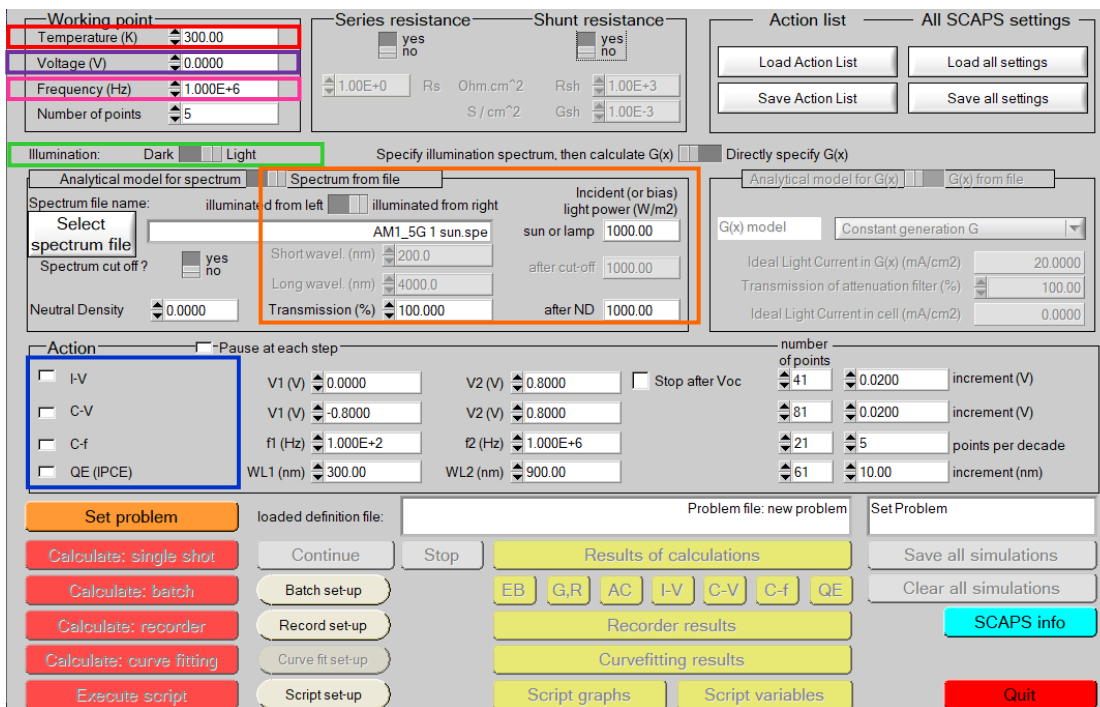 Working point
Temperature (K) 300.00
Voltage (V) 0.0000
Frequency (Hz) 1.000E+6
Number of points 5
Series resistance Shunt resistance
yes yes
no no
1.00E+0 Rs Ohm.cm^2 Rsh 1.00E+3
S / cm^2 Gsh 1.00E-3
Action list All SCAPS settings
Load Action List Load all settings
Save Action List Save all settings
Illumination: Dark Light Specify illumination spectrum, then calculate G(x) Directly specify G(x)
Analytical model for spectrum Spectrum from file
Spectrum file name: illuminated from left illuminated from right
Incident (or bias)
light power (W/m2)
Select
spectrum file
AM1_5G 1 sun.spe sun or lamp 1000.00
Spectrum cut off ? yes
no
Short wavel. (nm) 200.0
Long wavel. (nm) 4000.0
after cut-off 1000.00
Neutral Density 0.0000 Transmission (%) 100.000 after ND 1000.00
Analytical model for G(x) G(x) from file
G(x) model Constant generation G
Ideal Light Current in G(x) (mA/cm2) 20.0000
Transmission of attenuation filter (%) 100.00
Ideal Light Current in cell (mA/cm2) 0.0000
Action Pause at each step number
of points
I-V V1 (V) 0.0000 V2 (V) 0.8000 Stop after Voc 41 0.0200 increment (V)
C-V V1 (V) -0.8000 V2 (V) 0.8000 81 0.0200 increment (V)
C-f f1 (Hz) 1.000E+2 f2 (Hz) 1.000E+6 21 5 points per decade
QE (IPCE) WL1 (nm) 300.00 WL2 (nm) 900.00 61 10.00 increment (nm)
Set problem loaded definition file: Problem file: new problem Set Problem
Calculate: single shot Continue Stop Results of calculations Save all simulations
Calculate: batch Batch set-up EB G,R AC I-V C-V C-f QE Clear all simulations
Calculate: recorder Record set-up Recorder results SCAPS info
Calculate: curve fitting Curve fit set-up Curvefitting results
Execute script Script set-up Script graphs Script variables Quit